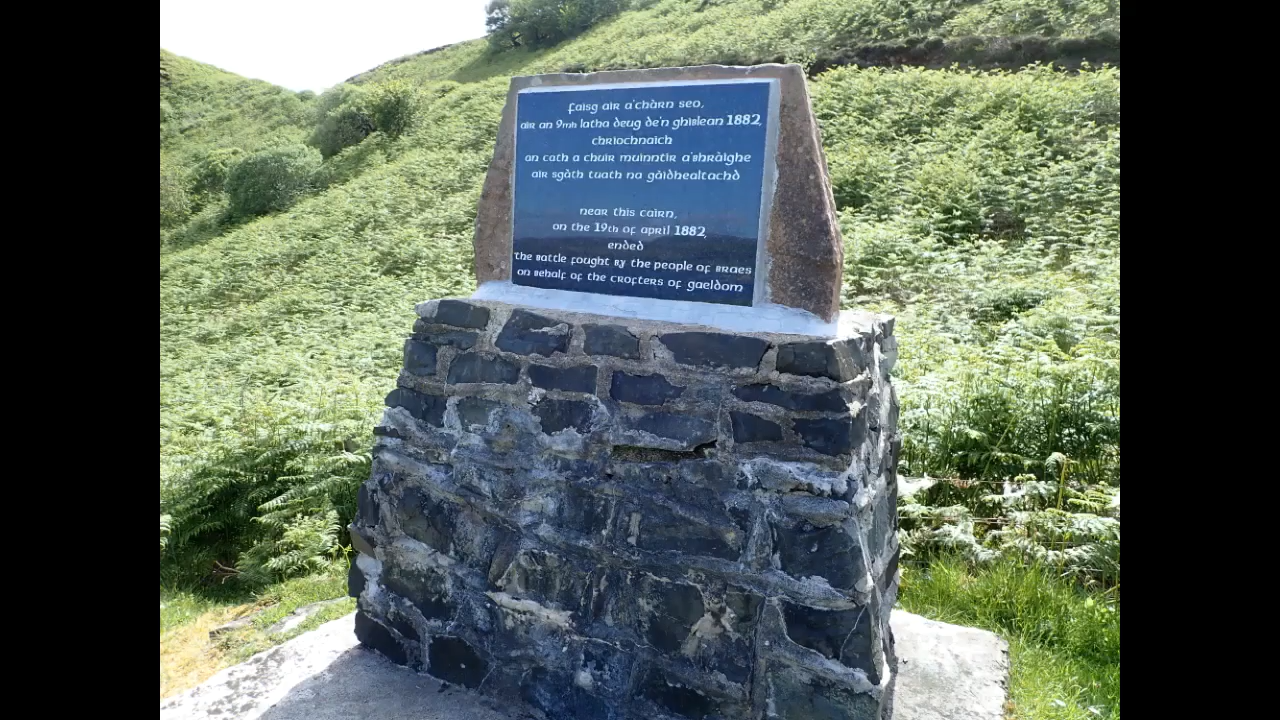 faisg air a'chàrn seo,
air an 9mh latha deug de'n ghiblean 1882,
chriochnaich
an cath a chuir muinntir a'bhràighe
air sgàth tuath na gàidhealtachd
near this cairn,
on the 19th of april 1882,
ended
the battle fought by the people of braes
on behalf of the crofters of gaeldom